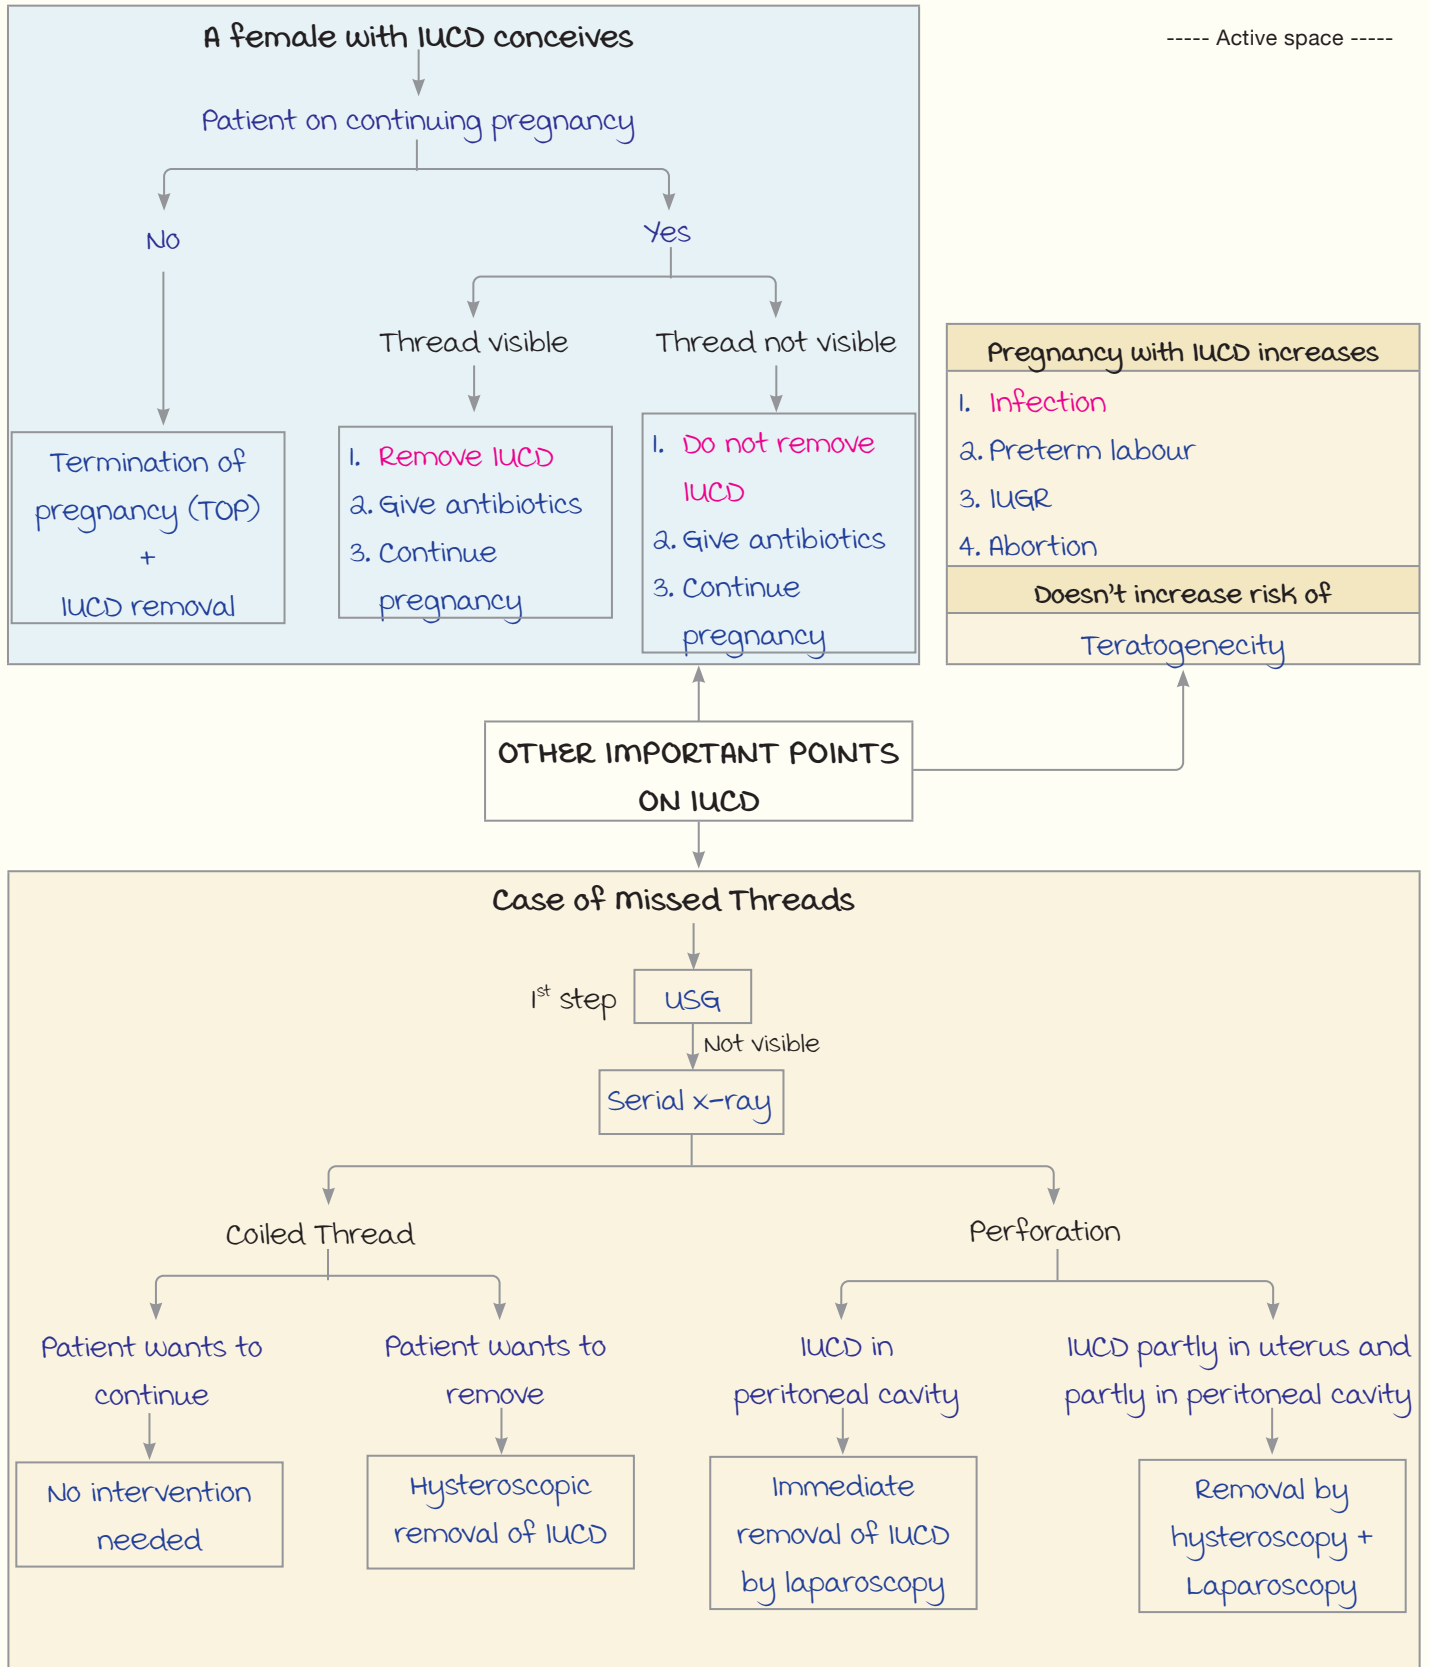 A female with IUCD conceives
----- Active space -----
Patient on continuing pregnancy
No
Yes
Thread visible
Thread not visible
Termination of
pregnancy (TOP)
+
IUCD removal
1. Remove IUCD
2. Give antibiotics
3. Continue
pregnancy
1. Do not remove
IUCD
2. Give antibiotics
3. Continue
pregnancy
Pregnancy with IUCD increases
1. Infection
2. Preterm labour
3. IUGR
4. Abortion
Doesn't increase risk of
Teratogenecity
OTHER IMPORTANT POINTS
ON IUCD
Case of missed Threads
1st step
USG
Not visible
Serial x-ray
Coiled Thread
Perforation
Patient wants to
continue
Patient wants to
remove
IUCD in
peritoneal cavity
IUCD partly in uterus and
partly in peritoneal cavity
No intervention
needed
Hysteroscopic
removal of IUCD
Immediate
removal of IUCD
by laparoscopy
Removal by
hysteroscopy +
Laparoscopy